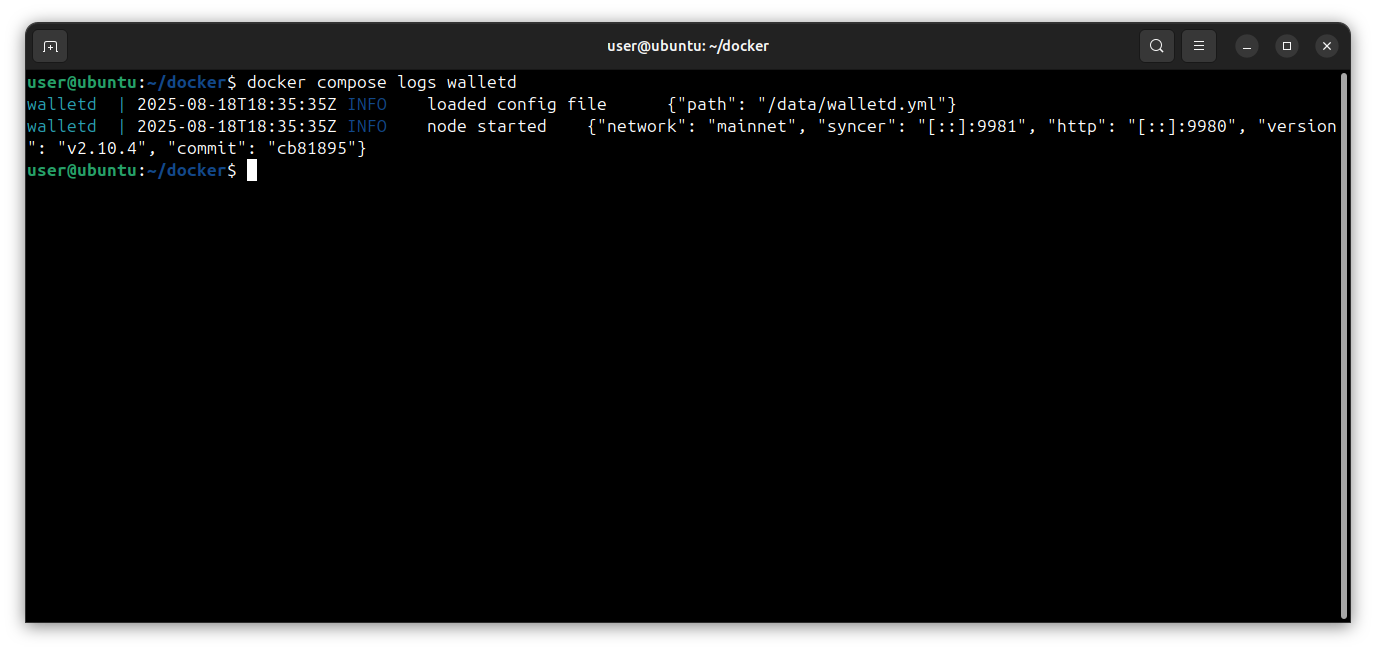 user@ubuntu: ~/docker
user@ubuntu:~/docker$ docker compose logs walletd
walletd  | 2025-08-18T18:35:35Z INFO    loaded config file      {"path": "/data/walletd.yml"}
walletd  | 2025-08-18T18:35:35Z INFO    node started    {"network": "mainnet", "syncer": "[::]:9981", "http": "[::]:9980", "version
": "v2.10.4", "commit": "cb81895"}
user@ubuntu:~/docker$